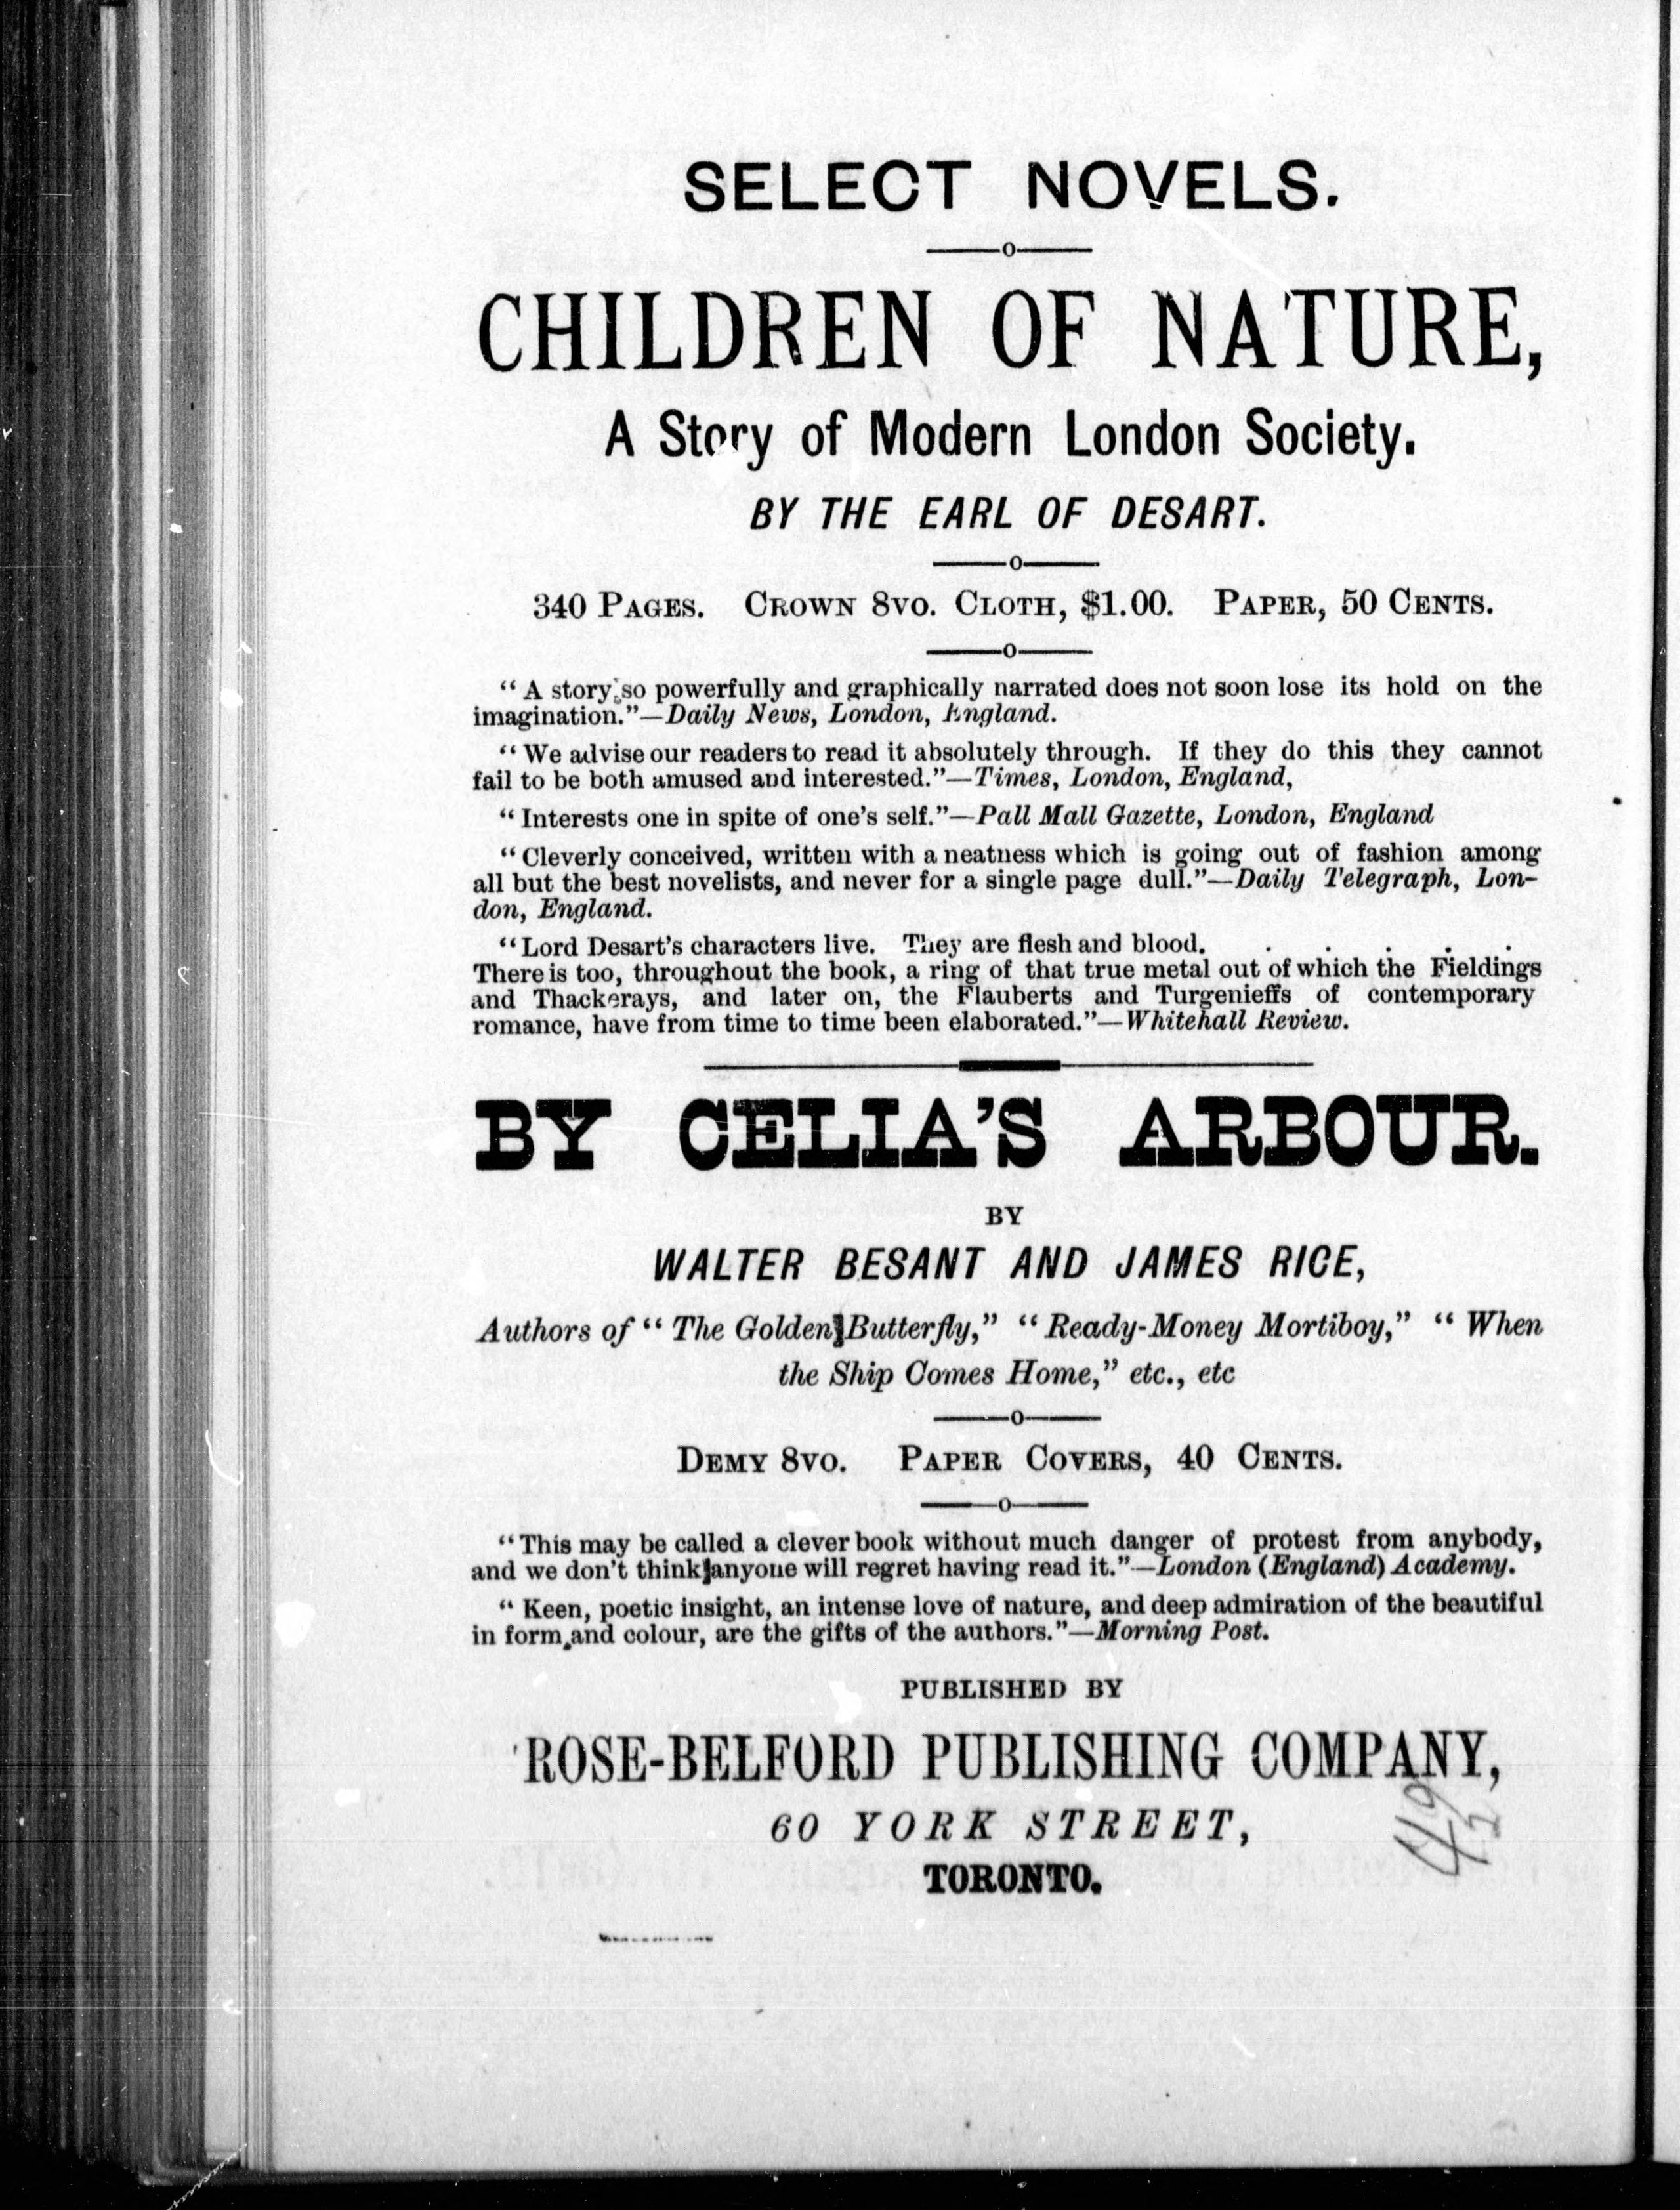 SELECT NOVELS.
CHILDREN OF NATURE,
A Story of Modern London Society.
BY THE EARL OF DESART.
340 PAGES. CROWN 8VO. CLOTH, $1.00. PAPER, 50 CENTS.
“A story so powerfully and graphically narrated does not soon lose its hold on the
imagination.”—Daily News, London, England.
“We advise our readers to read it absolutely through. If they do this they cannot
fail to be both amused and interested.”—Times, London, England,
“Interests one in spite of one’s self.”—Pall Mall Gazette, London, England
“Cleverly conceived, written with a neatness which is going out of fashion among
all but the best novelists, and never for a single page dull.”—Daily Telegraph, Lon-
don, England.
“Lord Desart’s characters live. They are flesh and blood. . . . . .
There is too, throughout the book, a ring of that true metal out of which the Fieldings
and Thackerays, and later on, the Flauberts and Turgenieffs of contemporary
romance, have from time to time been elaborated.”—Whitehall Review.
BY CELIA’S ARBOUR.
BY
WALTER BESANT AND JAMES RICE,
Authors of “The Golden Butterfly,” “Ready-Money Mortiboy,” “When
the Ship Comes Home,” etc., etc
DEMY 8VO. PAPER COVERS, 40 CENTS.
“This may be called a clever book without much danger of protest from anybody,
and we don’t think anyone will regret having read it.”—London (England) Academy.
“Keen, poetic insight, an intense love of nature, and deep admiration of the beautiful
in form and colour, are the gifts of the authors.”—Morning Post.
PUBLISHED BY
ROSE-BELFORD PUBLISHING COMPANY,
60 YORK STREET,
TORONTO.